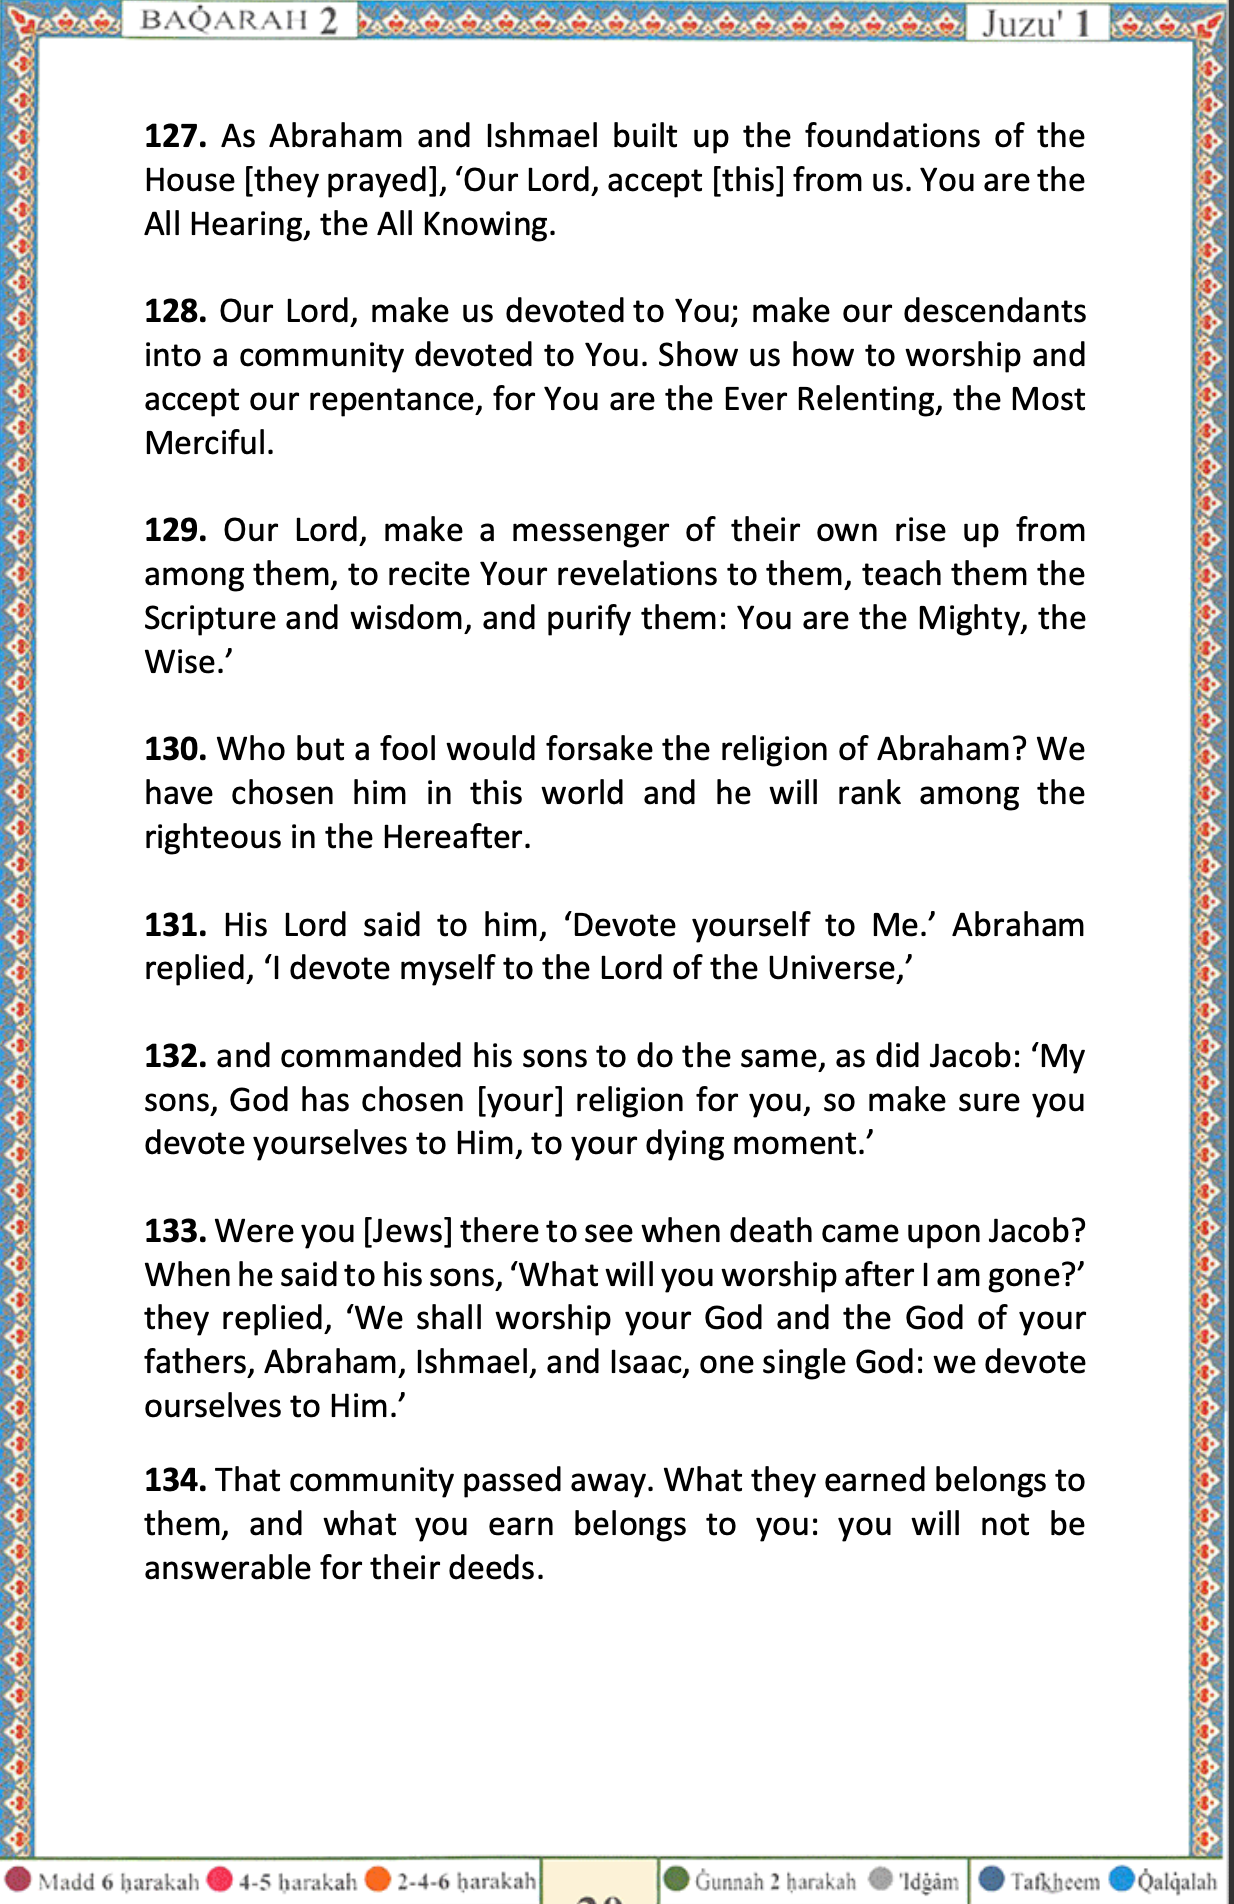 BAQ̇ARAH 2
Juzu' 1
127. As Abraham and Ishmael built up the foundations of the
House [they prayed], ‘Our Lord, accept [this] from us. You are the
All Hearing, the All Knowing.
128. Our Lord, make us devoted to You; make our descendants
into a community devoted to You. Show us how to worship and
accept our repentance, for You are the Ever Relenting, the Most
Merciful.
129. Our Lord, make a messenger of their own rise up from
among them, to recite Your revelations to them, teach them the
Scripture and wisdom, and purify them: You are the Mighty, the
Wise.’
130. Who but a fool would forsake the religion of Abraham? We
have chosen him in this world and he will rank among the
righteous in the Hereafter.
131. His Lord said to him, ‘Devote yourself to Me.’ Abraham
replied, ‘I devote myself to the Lord of the Universe,’
132. and commanded his sons to do the same, as did Jacob: ‘My
sons, God has chosen [your] religion for you, so make sure you
devote yourselves to Him, to your dying moment.’
133. Were you [Jews] there to see when death came upon Jacob?
When he said to his sons, ‘What will you worship after I am gone?’
they replied, ‘We shall worship your God and the God of your
fathers, Abraham, Ishmael, and Isaac, one single God: we devote
ourselves to Him.’
134. That community passed away. What they earned belongs to
them, and what you earn belongs to you: you will not be
answerable for their deeds.
Madd 6 ḥarakah 4-5 ḥarakah 2-4-6 ḥarakah Ġunnah 2 ḥarakah 'Idġām Tafkheem Q̇alq̇alah